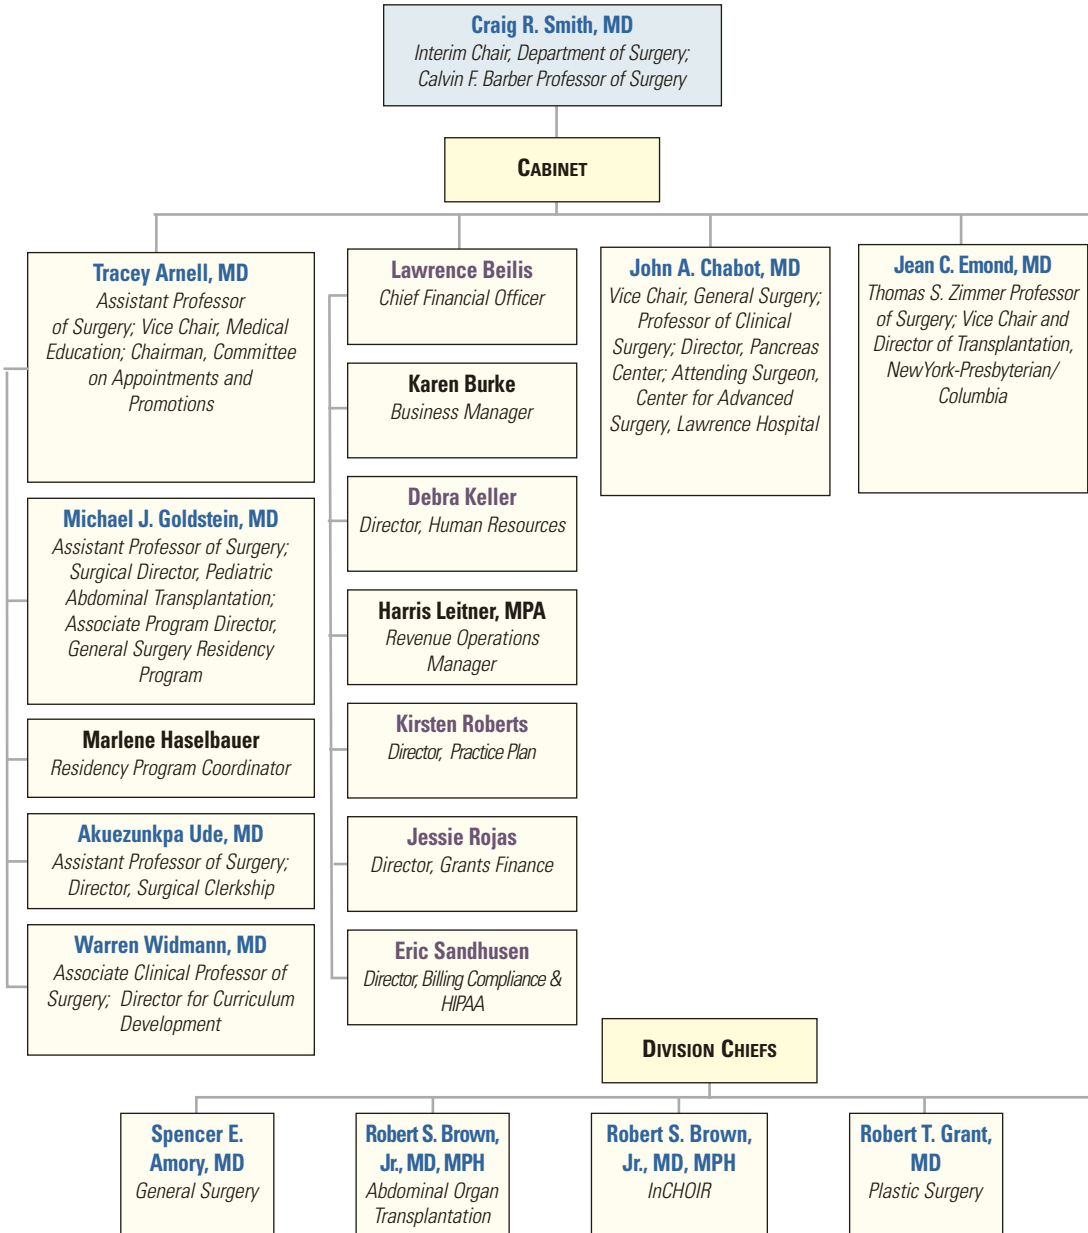 Craig R. Smith, MD
Interim Chair, Department of Surgery;
Calvin F. Barber Professor of Surgery
CABINET
Tracey Arnell, MD
Assistant Professor
of Surgery; Vice Chair, Medical
Education; Chairman, Committee
on Appointments and
Promotions
Michael J. Goldstein, MD
Assistant Professor of Surgery;
Surgical Director, Pediatric
Abdominal Transplantation;
Associate Program Director,
General Surgery Residency
Program
Marlene Haselbauer
Residency Program Coordinator
Akuezunkpa Ude, MD
Assistant Professor of Surgery;
Director, Surgical Clerkship
Warren Widmann, MD
Associate Clinical Professor of
Surgery; Director for Curriculum
Development
Lawrence Beilis
Chief Financial Officer
Karen Burke
Business Manager
Debra Keller
Director, Human Resources
Harris Leitner, MPA
Revenue Operations
Manager
Kirsten Roberts
Director, Practice Plan
Jessie Rojas
Director, Grants Finance
Eric Sandhusen
Director, Billing Compliance &
HIPAA
John A. Chabot, MD
Vice Chair, General Surgery;
Professor of Clinical
Surgery; Director, Pancreas
Center; Attending Surgeon,
Center for Advanced
Surgery, Lawrence Hospital
Jean C. Emond, MD
Thomas S. Zimmer Professor
of Surgery; Vice Chair and
Director of Transplantation,
NewYork-Presbyterian/
Columbia
DIVISION CHIEFS
Spencer E.
Amory, MD
General Surgery
Robert S. Brown,
Jr., MD, MPH
Abdominal Organ
Transplantation
Robert S. Brown,
Jr., MD, MPH
InCHOIR
Robert T. Grant,
MD
Plastic Surgery